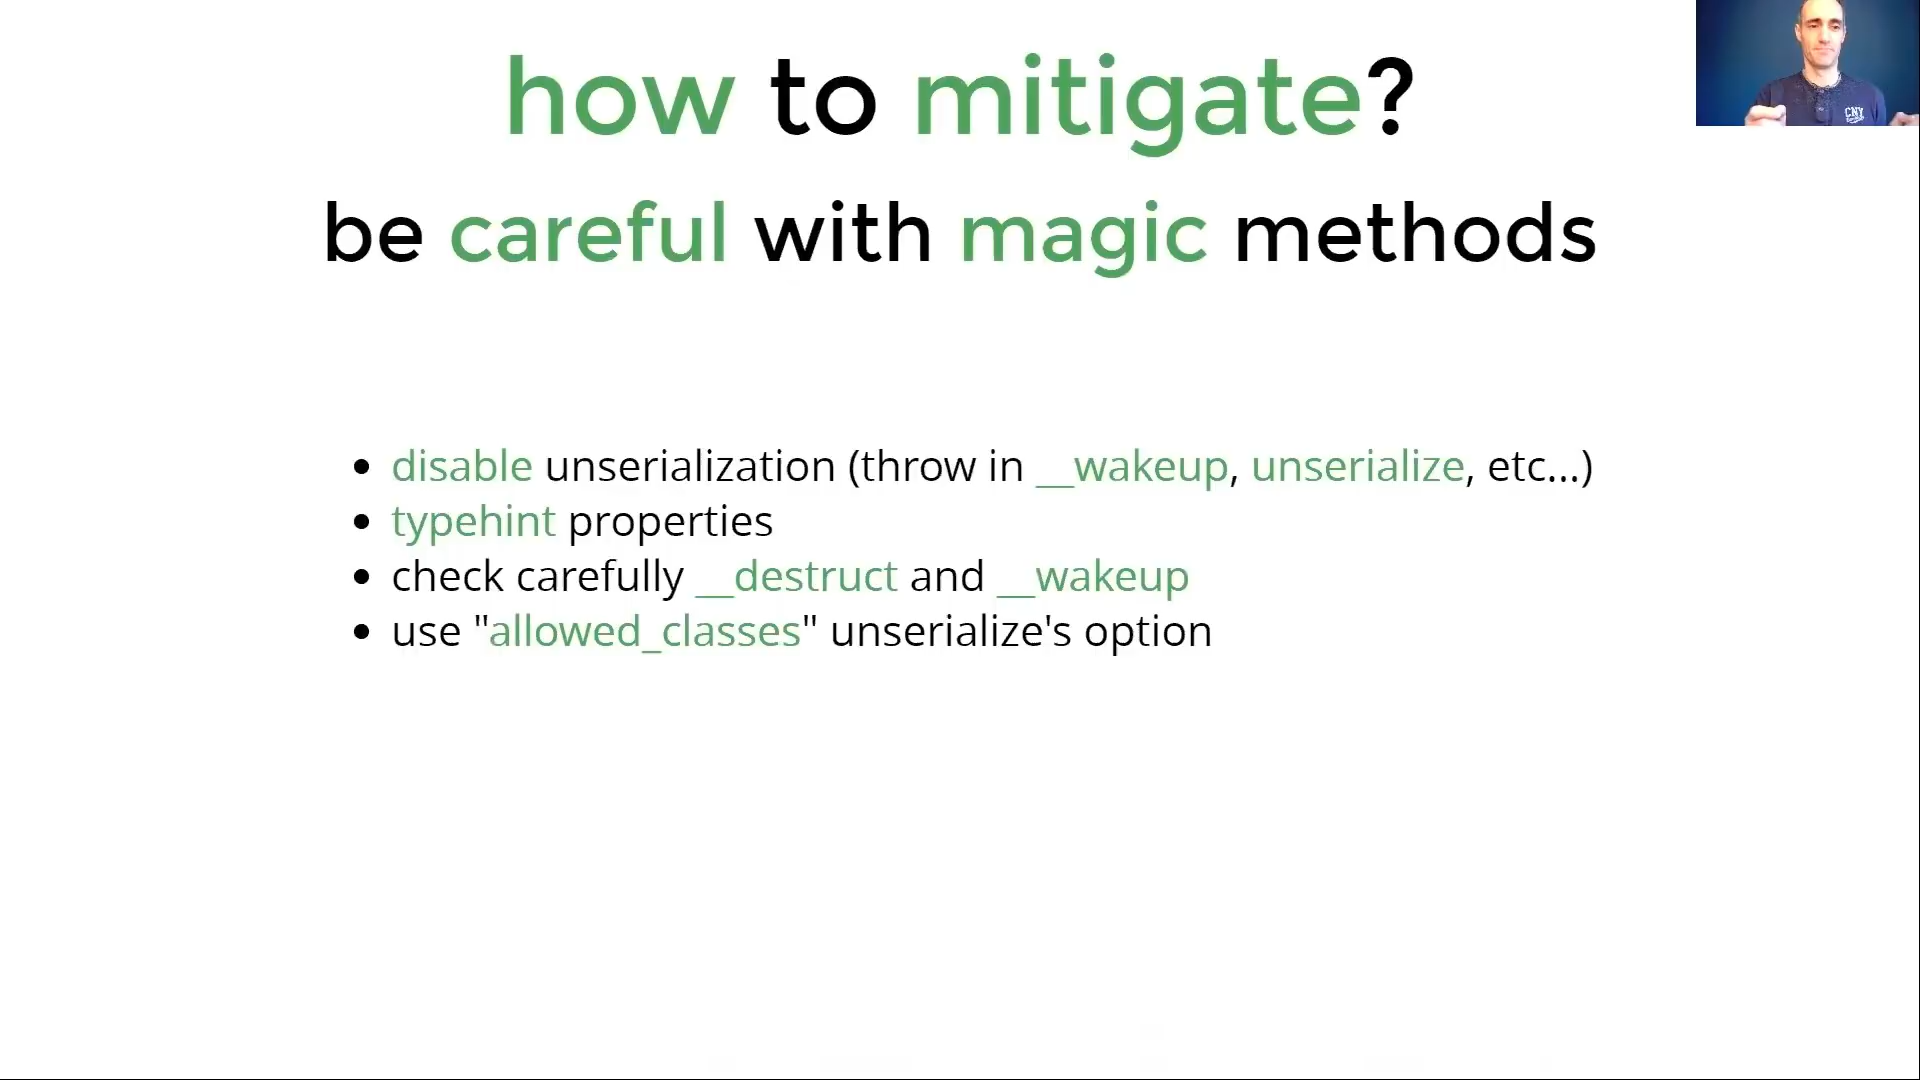 how to mitigate?
be careful with magic methods
disable unserialization (throw in __wakeup, unserialize, etc...)
typehint properties
check carefully __destruct and __wakeup
use "allowed_classes" unserialize's option
CNY